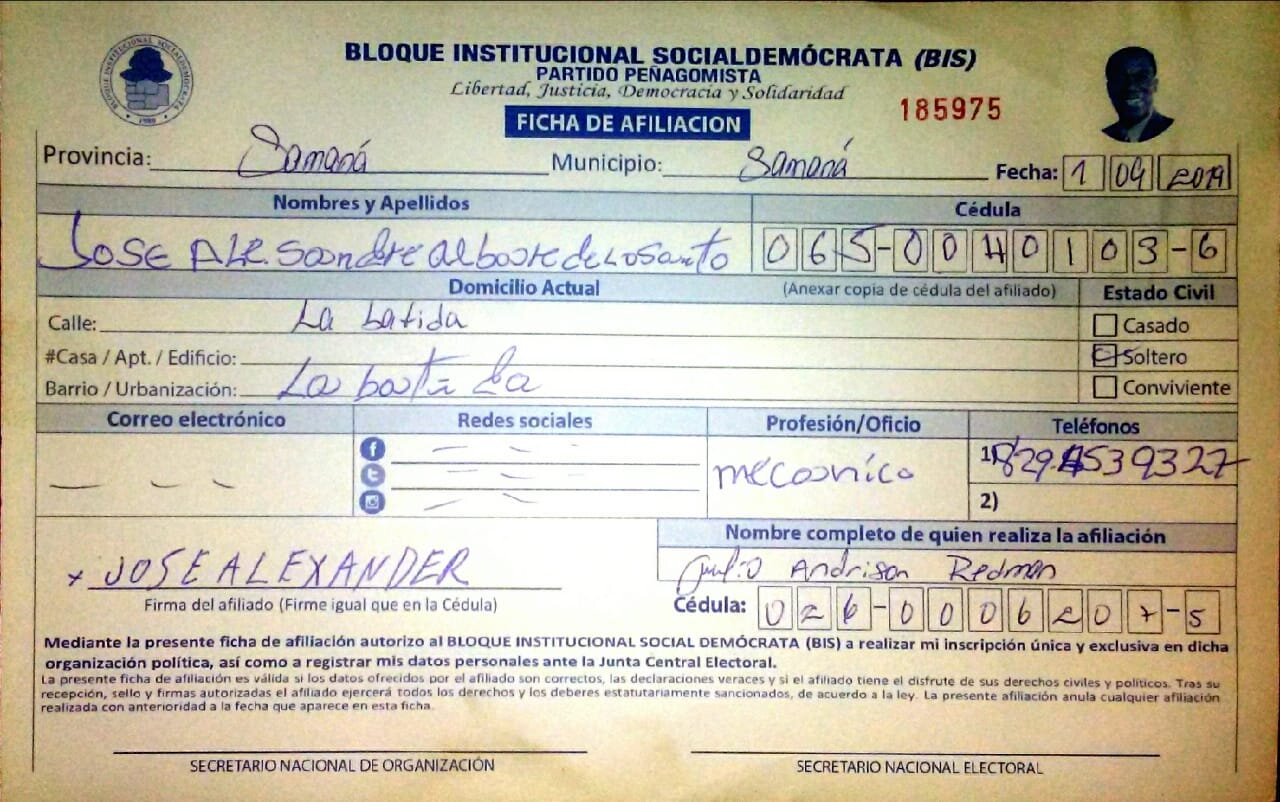 BLOQUE INSTITUCIONAL SOCIALDEMÓCRATA (BIS)
PARTIDO PEÑAGOMISTA
Libertad, Justicia, Democracia y Solidaridad
185975
FICHA DE AFILIACION
Provincia: Samaná Municipio: Samaná Fecha: 1 09 2019
Nombres y Apellidos Cédula
JOSE ALE 065-0040103-6
Domicilio Actual (Anexar copia de cédula del afiliado) Estado Civil
Calle: La batida Casado
#Casa / Apt. / Edificio: Soltero
Barrio / Urbanización: La Conviviente
Correo electrónico Redes sociales Profesión/Oficio Teléfonos
mecanico 1) 829 4539327
2)
Nombre completo de quien realiza la afiliación
x JOSE ALEXANDER Julio Andrison Redman
Firma del afiliado (Firme igual que en la Cédula) Cédula: 026-0006207-5
Mediante la presente ficha de afiliación autorizo al BLOQUE INSTITUCIONAL SOCIAL DEMÓCRATA (BIS) a realizar mi inscripción única y exclusiva en dicha
organización política, así como a registrar mis datos personales ante la Junta Central Electoral.
La presente ficha de afiliación es válida si los datos ofrecidos por el afiliado son correctos, las declaraciones veraces y si el afiliado tiene el disfrute de sus derechos civiles y políticos. Tras su
recepción, sello y firmas autorizadas el afiliado ejercerá todos los derechos y los deberes estatutariamente sancionados, de acuerdo a la ley. La presente afiliación anula cualquier afiliación
realizada con anterioridad a la fecha que aparece en esta ficha.
SECRETARIO NACIONAL DE ORGANIZACIÓN SECRETARIO NACIONAL ELECTORAL